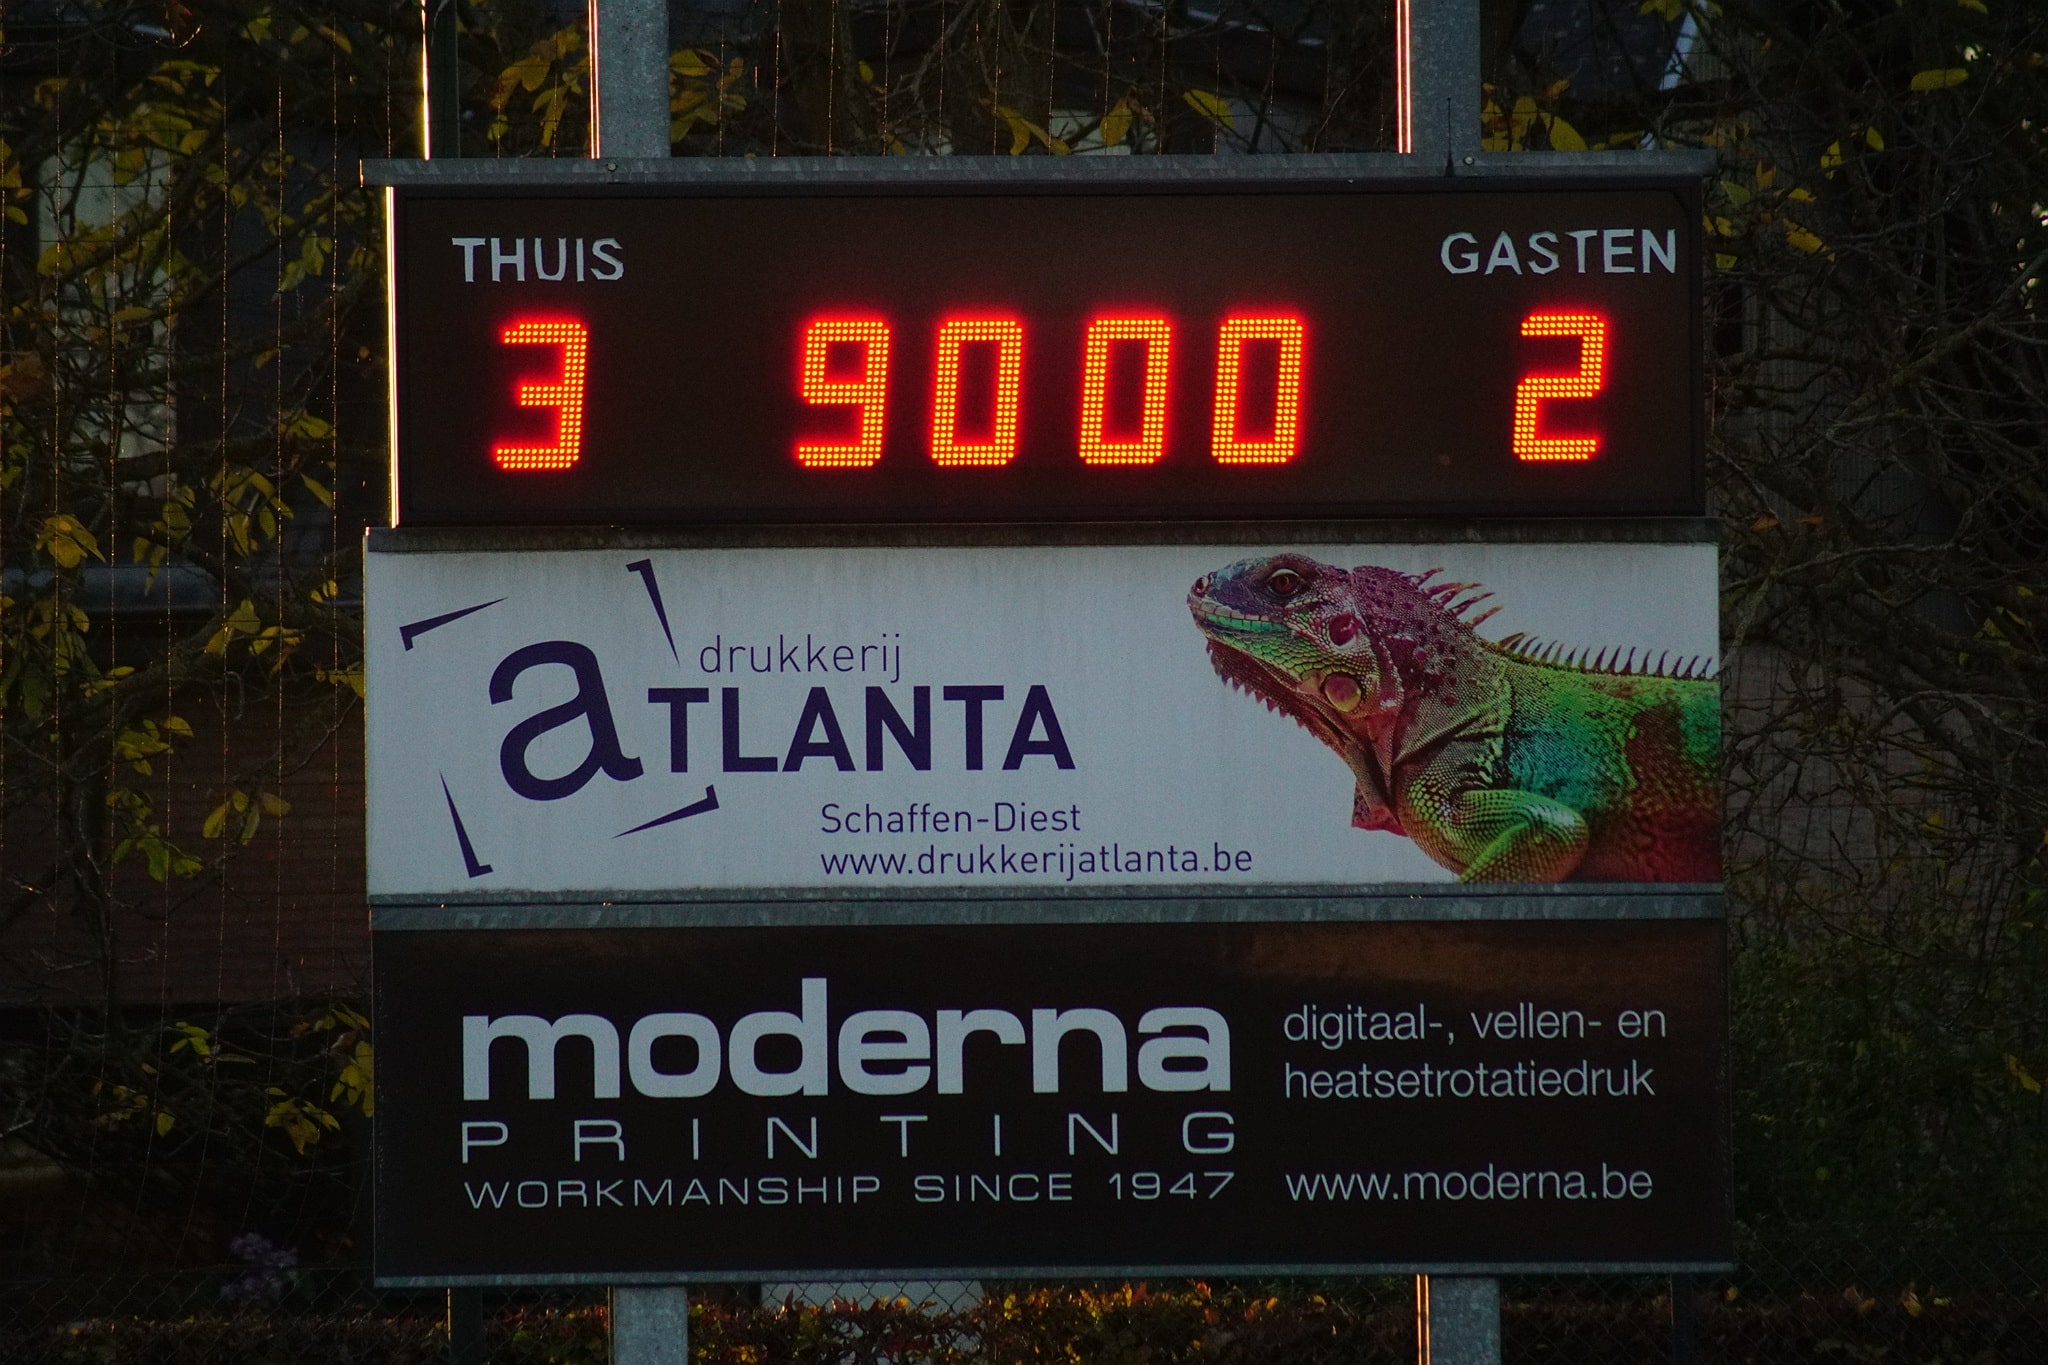 THUIS GASTEN
3 9000 2
drukkerij
aTLANTA
Schaffen-Diest
www.drukkerijatlanta.be
moderna
PRINTING
WORKMANSHIP SINCE 1947
digitaal-, vellen- en
heatsetrotatiedruk
www.moderna.be